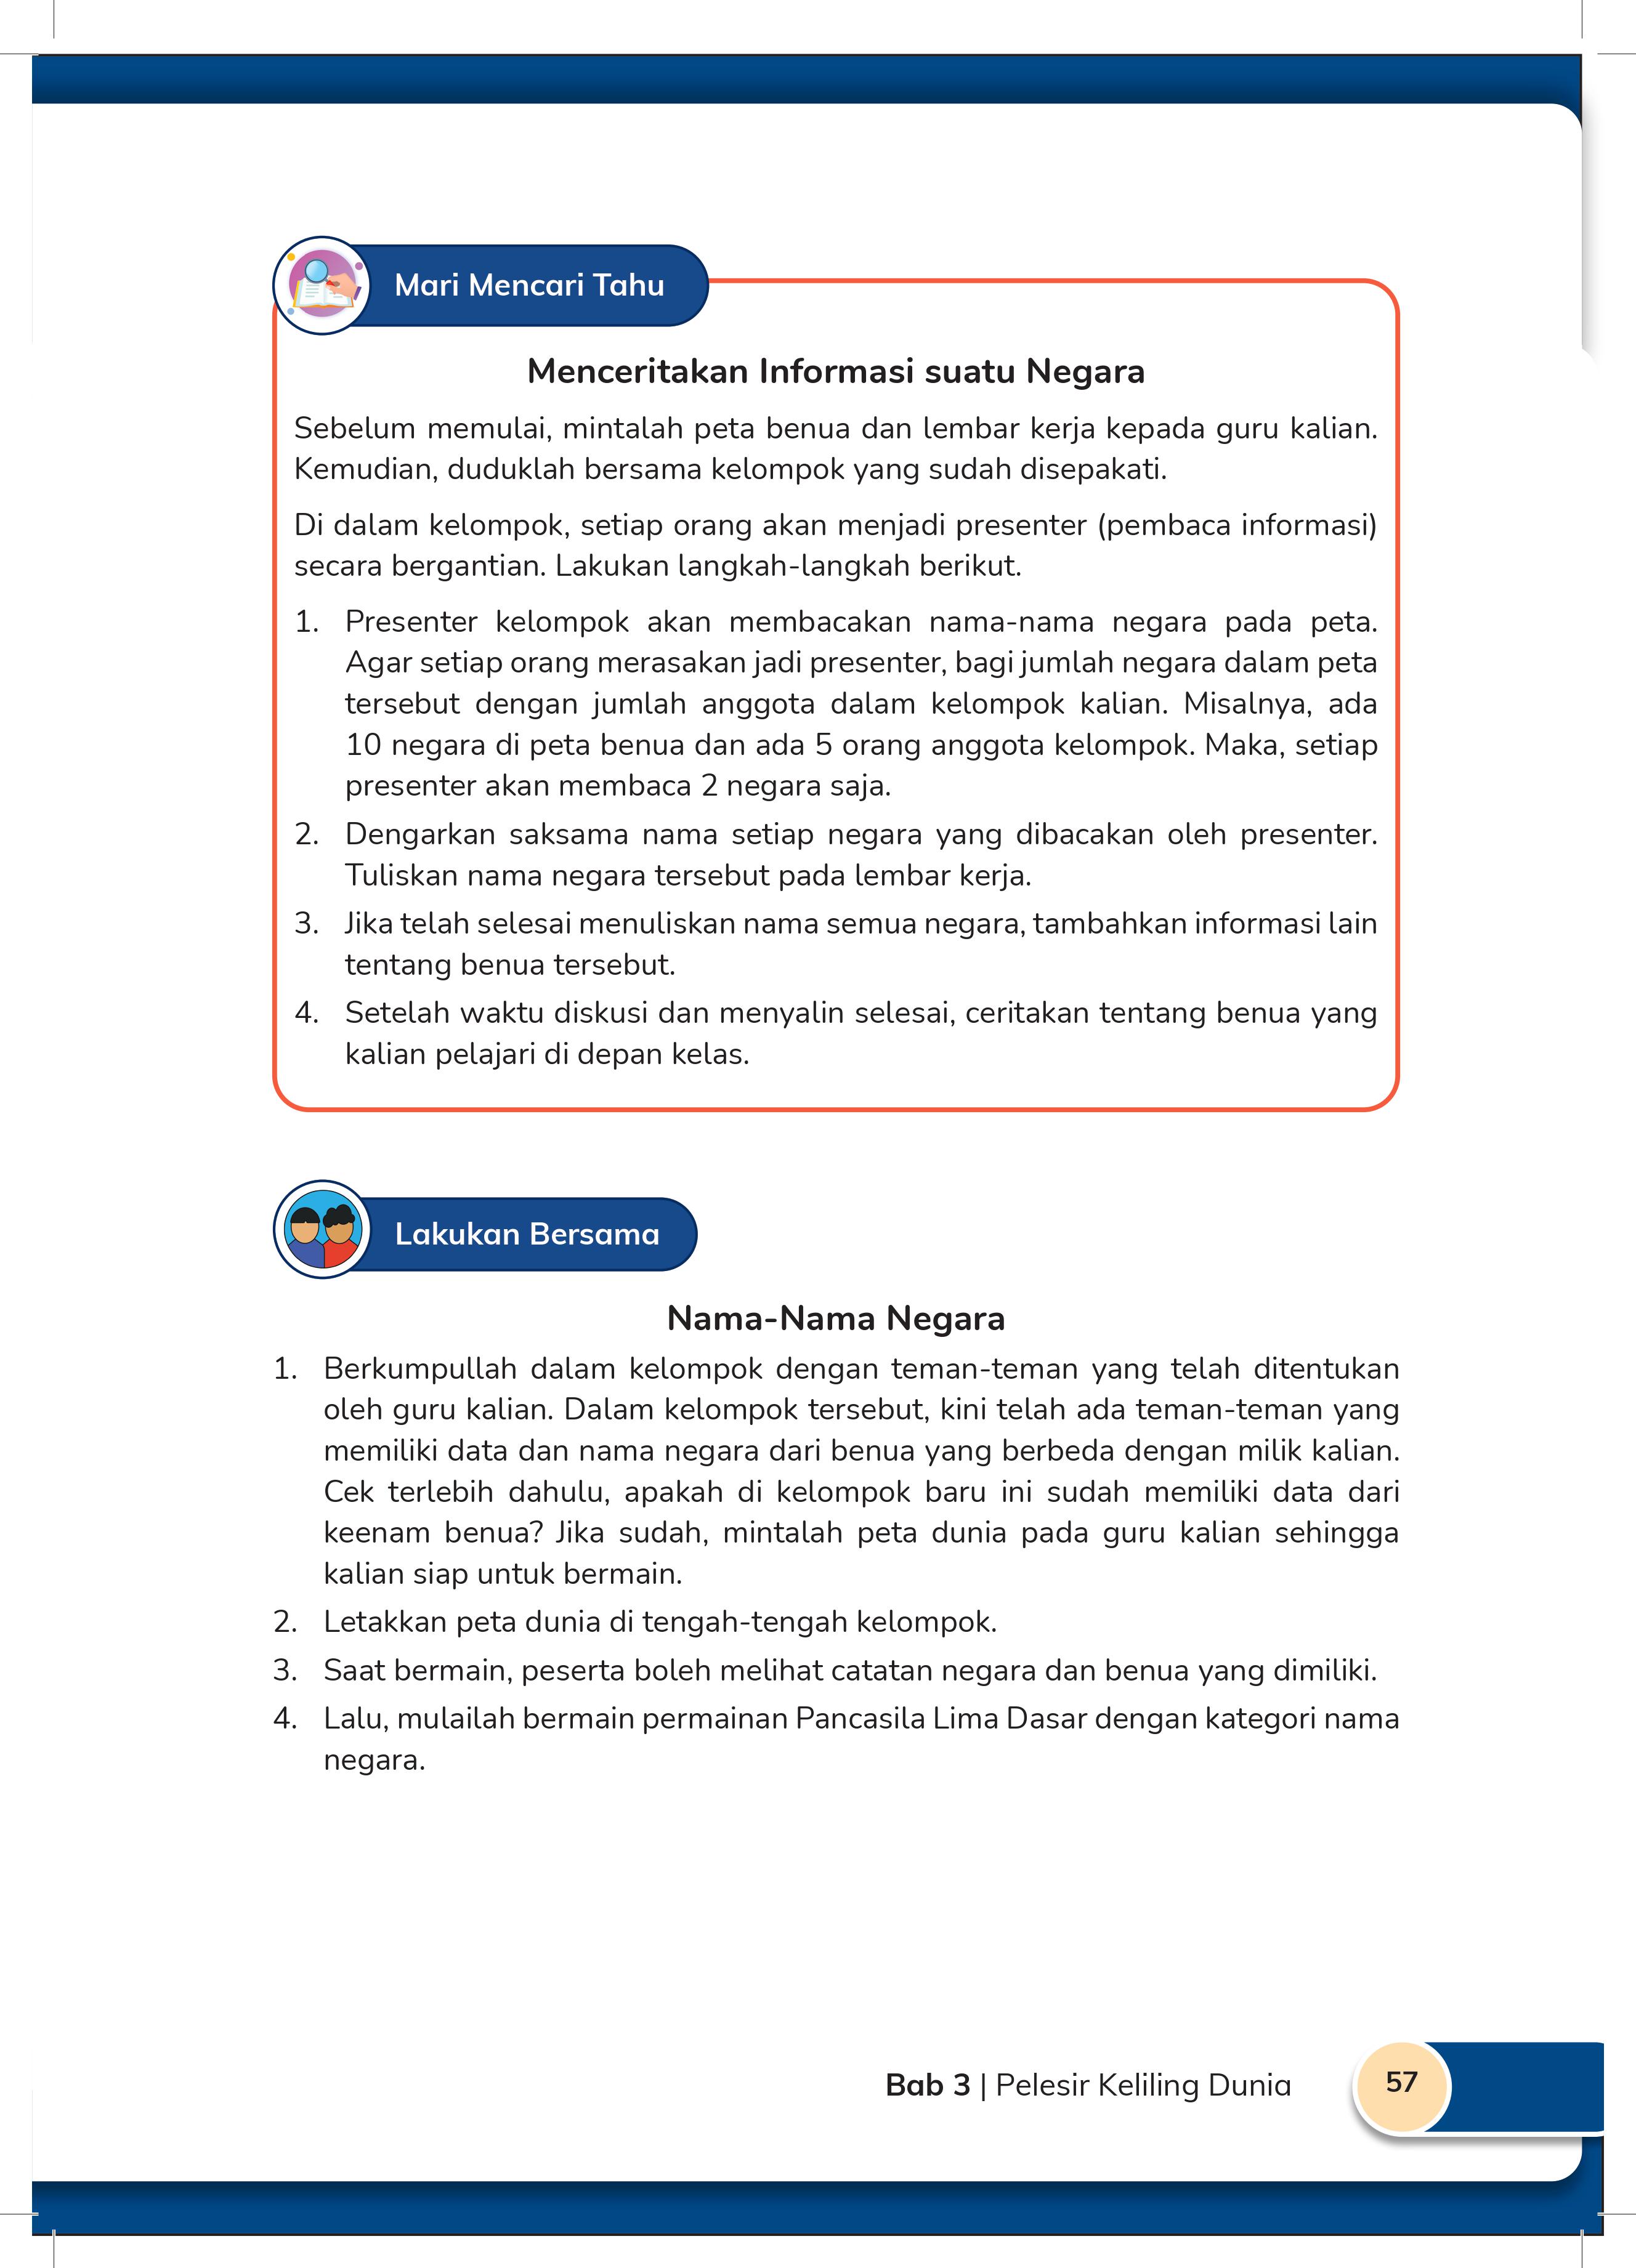 Mari Mencari Tahu
Menceritakan Informasi suatu Negara
Sebelum memulai, mintalah peta benua dan lembar kerja kepada guru kalian.
Kemudian, duduklah bersama kelompok yang sudah disepakati.
Di dalam kelompok, setiap orang akan menjadi presenter (pembaca informasi)
secara bergantian. Lakukan langkah-langkah berikut.
1. Presenter kelompok akan membacakan nama-nama negara pada peta.
Agar setiap orang merasakan jadi presenter, bagi jumlah negara dalam peta
tersebut dengan jumlah anggota dalam kelompok kalian. Misalnya, ada
10 negara di peta benua dan ada 5 orang anggota kelompok. Maka, setiap
presenter akan membaca 2 negara saja.
2. Dengarkan saksama nama setiap negara yang dibacakan oleh presenter.
Tuliskan nama negara tersebut pada lembar kerja.
3. Jika telah selesai menuliskan nama semua negara, tambahkan informasi lain
tentang benua tersebut.
4. Setelah waktu diskusi dan menyalin selesai, ceritakan tentang benua yang
kalian pelajari di depan kelas.
Lakukan Bersama
Nama-Nama Negara
1. Berkumpullah dalam kelompok dengan teman-teman yang telah ditentukan
oleh guru kalian. Dalam kelompok tersebut, kini telah ada teman-teman yang
memiliki data dan nama negara dari benua yang berbeda dengan milik kalian.
Cek terlebih dahulu, apakah di kelompok baru ini sudah memiliki data dari
keenam benua? Jika sudah, mintalah peta dunia pada guru kalian sehingga
kalian siap untuk bermain.
2. Letakkan peta dunia di tengah-tengah kelompok.
3. Saat bermain, peserta boleh melihat catatan negara dan benua yang dimiliki.
4. Lalu, mulailah bermain permainan Pancasila Lima Dasar dengan kategori nama
negara.
Bab 3 | Pelesir Keliling Dunia
57